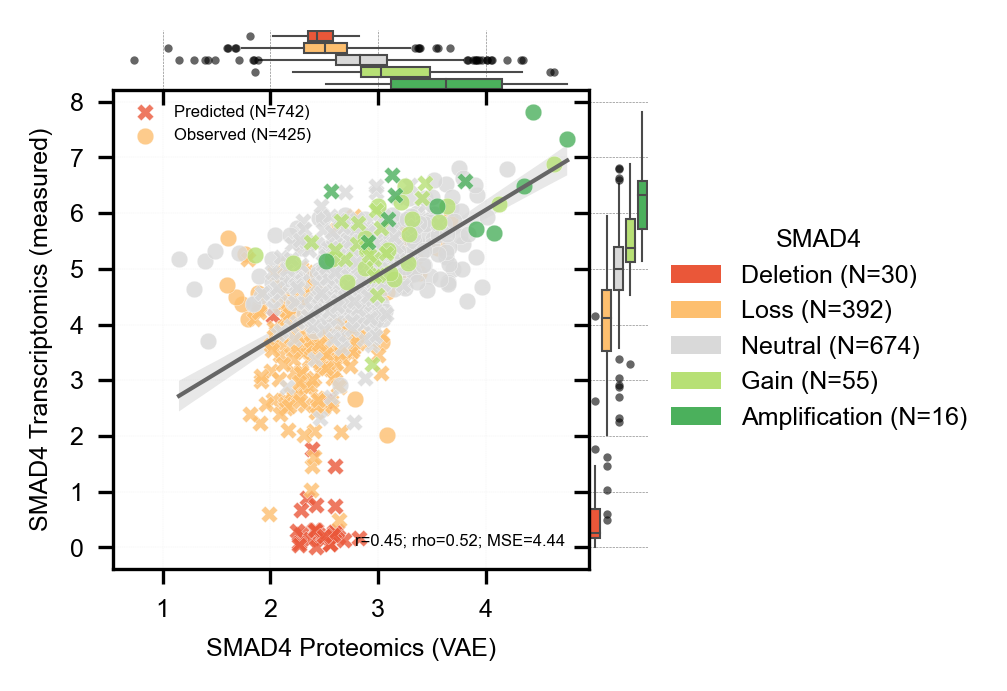 Predicted (N=742)
Observed (N=425)
8
7
6
5
4
3
2
1
0
SMAD4 Transcriptomics (measured)
r=0.45; rho=0.52; MSE=4.44
1
2
3
4
SMAD4 Proteomics (VAE)
SMAD4
Deletion (N=30)
Loss (N=392)
Neutral (N=674)
Gain (N=55)
Amplification (N=16)